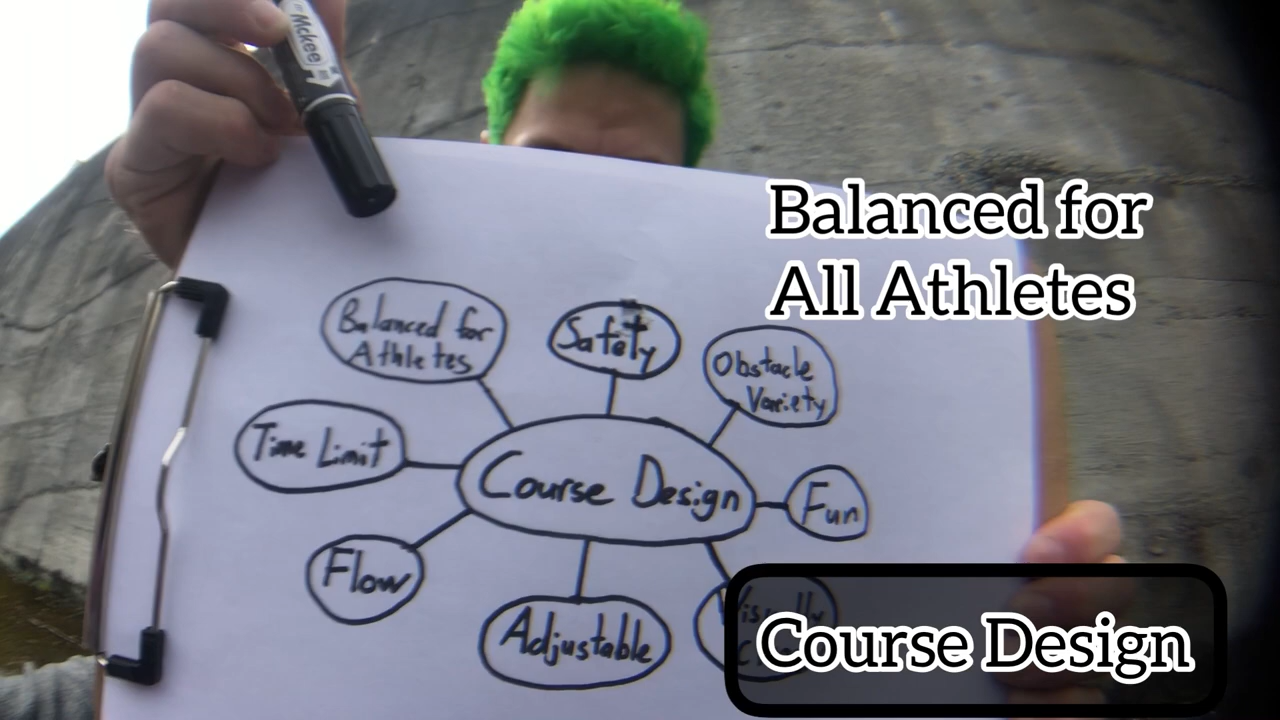 Mckee
Balanced for
All Athletes
Balanced for
Athletes
Safety
Obstacle
Variety
Time Limit
Course Design
Fun
Flow
Adjustable
Visually
Course Design